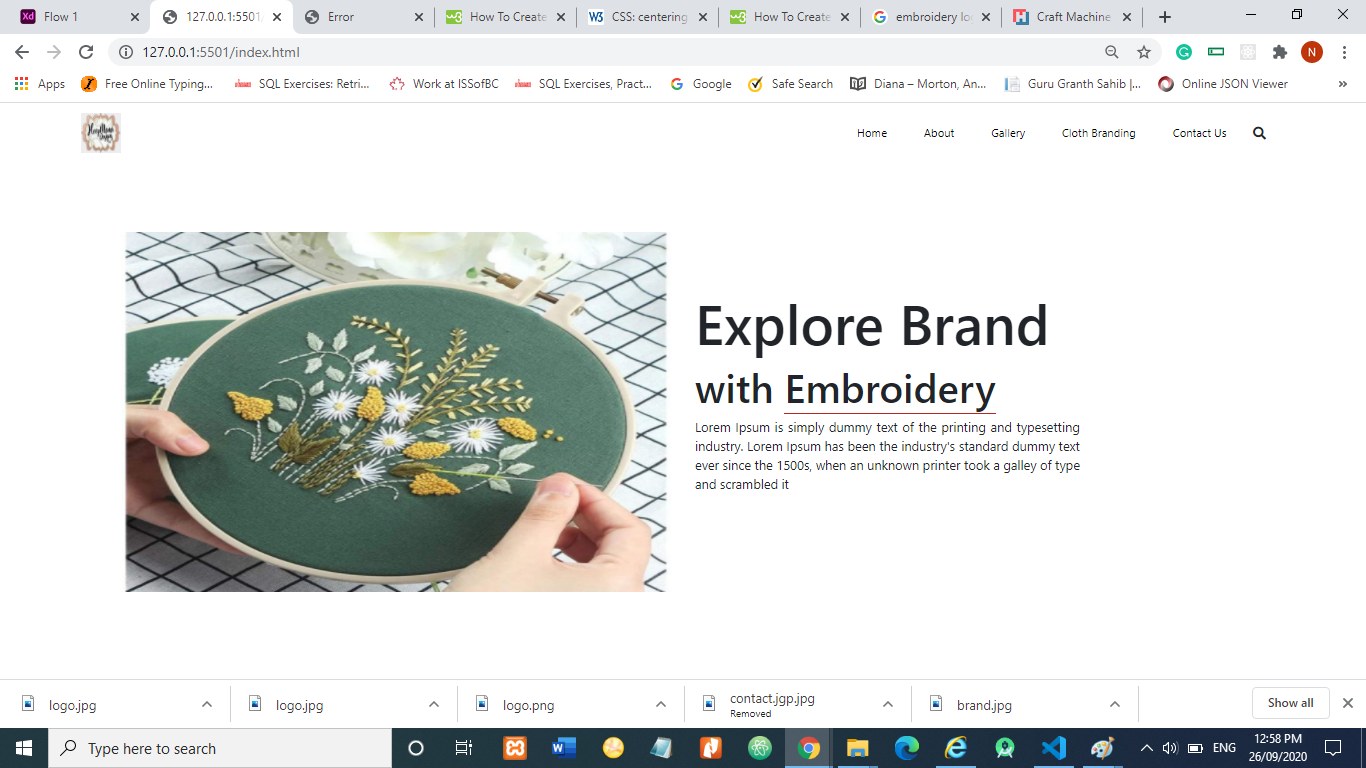 Flow 1
127.0.0.1:5501/
Error
How To Create
CSS: centering
How To Create
embroidery lo
Craft Machine
127.0.0.1:5501/index.html
N
Apps
Free Online Typing...
SQL Exercises: Retri...
Work at ISSofBC
SQL Exercises, Pract...
Google
Safe Search
Diana – Morton, An...
Guru Granth Sahib |...
Online JSON Viewer
»
Home
About
Gallery
Cloth Branding
Contact Us
Explore Brand
with Embroidery
Lorem Ipsum is simply dummy text of the printing and typesetting
industry. Lorem Ipsum has been the industry's standard dummy text
ever since the 1500s, when an unknown printer took a galley of type
and scrambled it
logo.jpg
logo.jpg
logo.png
contact.jgp.jpg
Removed
brand.jpg
Show all
Type here to search
ENG
12:58 PM
26/09/2020